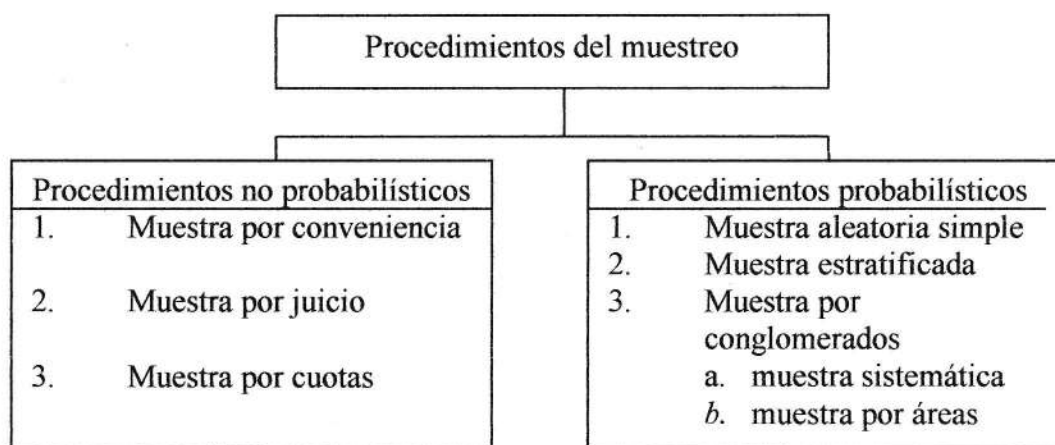 Procedimientos del muestreo
Procedimientos no probabilísticos
1. Muestra por conveniencia
2. Muestra por juicio
3. Muestra por cuotas
Procedimientos probabilísticos
1. Muestra aleatoria simple
2. Muestra estratificada
3. Muestra por
conglomerados
a. muestra sistemática
b. muestra por áreas